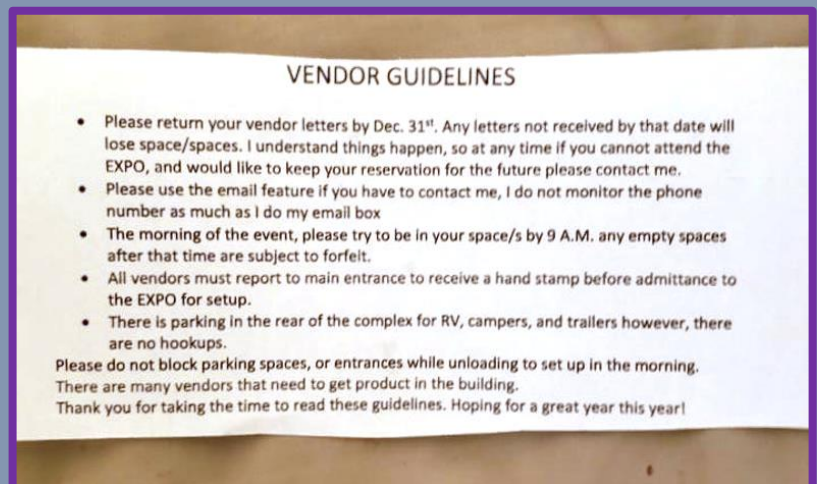 VENDOR GUIDELINES
• Please return your vendor letters by Dec. 31st. Any letters not received by that date will
lose space/spaces. I understand things happen, so at any time if you cannot attend the
EXPO, and would like to keep your reservation for the future please contact me.
• Please use the email feature if you have to contact me, I do not monitor the phone
number as much as I do my email box
• The morning of the event, please try to be in your space/s by 9 A.M. any empty spaces
after that time are subject to forfeit.
• All vendors must report to main entrance to receive a hand stamp before admittance to
the EXPO for setup.
• There is parking in the rear of the complex for RV, campers, and trailers however, there
are no hookups.
Please do not block parking spaces, or entrances while unloading to set up in the morning.
There are many vendors that need to get product in the building.
Thank you for taking the time to read these guidelines. Hoping for a great year this year!